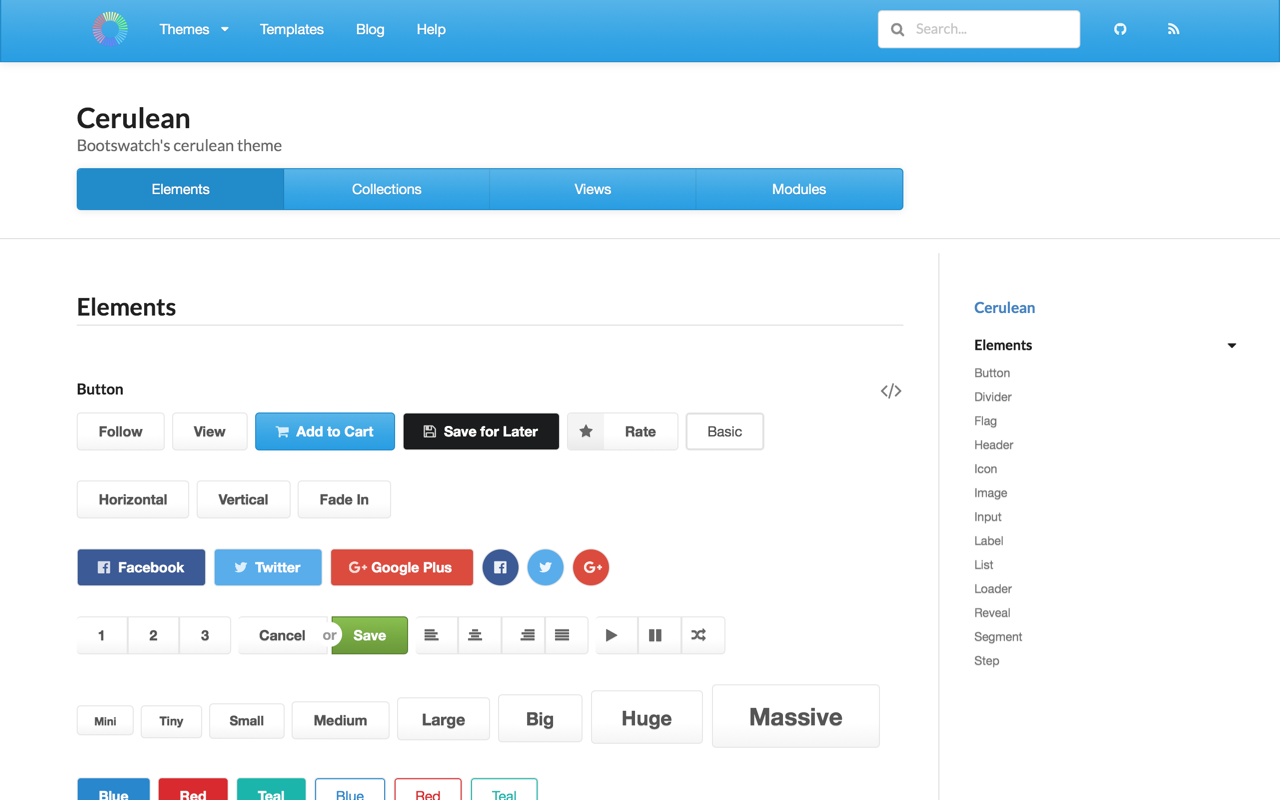 Themes Templates Blog Help Search...
Cerulean
Bootswatch's cerulean theme
Elements Collections Views Modules
Elements
Button
Follow View Add to Cart Save for Later Rate Basic
Horizontal Vertical Fade In
Facebook Twitter Google Plus
1 2 3 Cancel or Save
Mini Tiny Small Medium Large Big Huge Massive
Blue Red Teal Blue Red Teal
Cerulean
Elements
Button
Divider
Flag
Header
Icon
Image
Input
Label
List
Loader
Reveal
Segment
Step